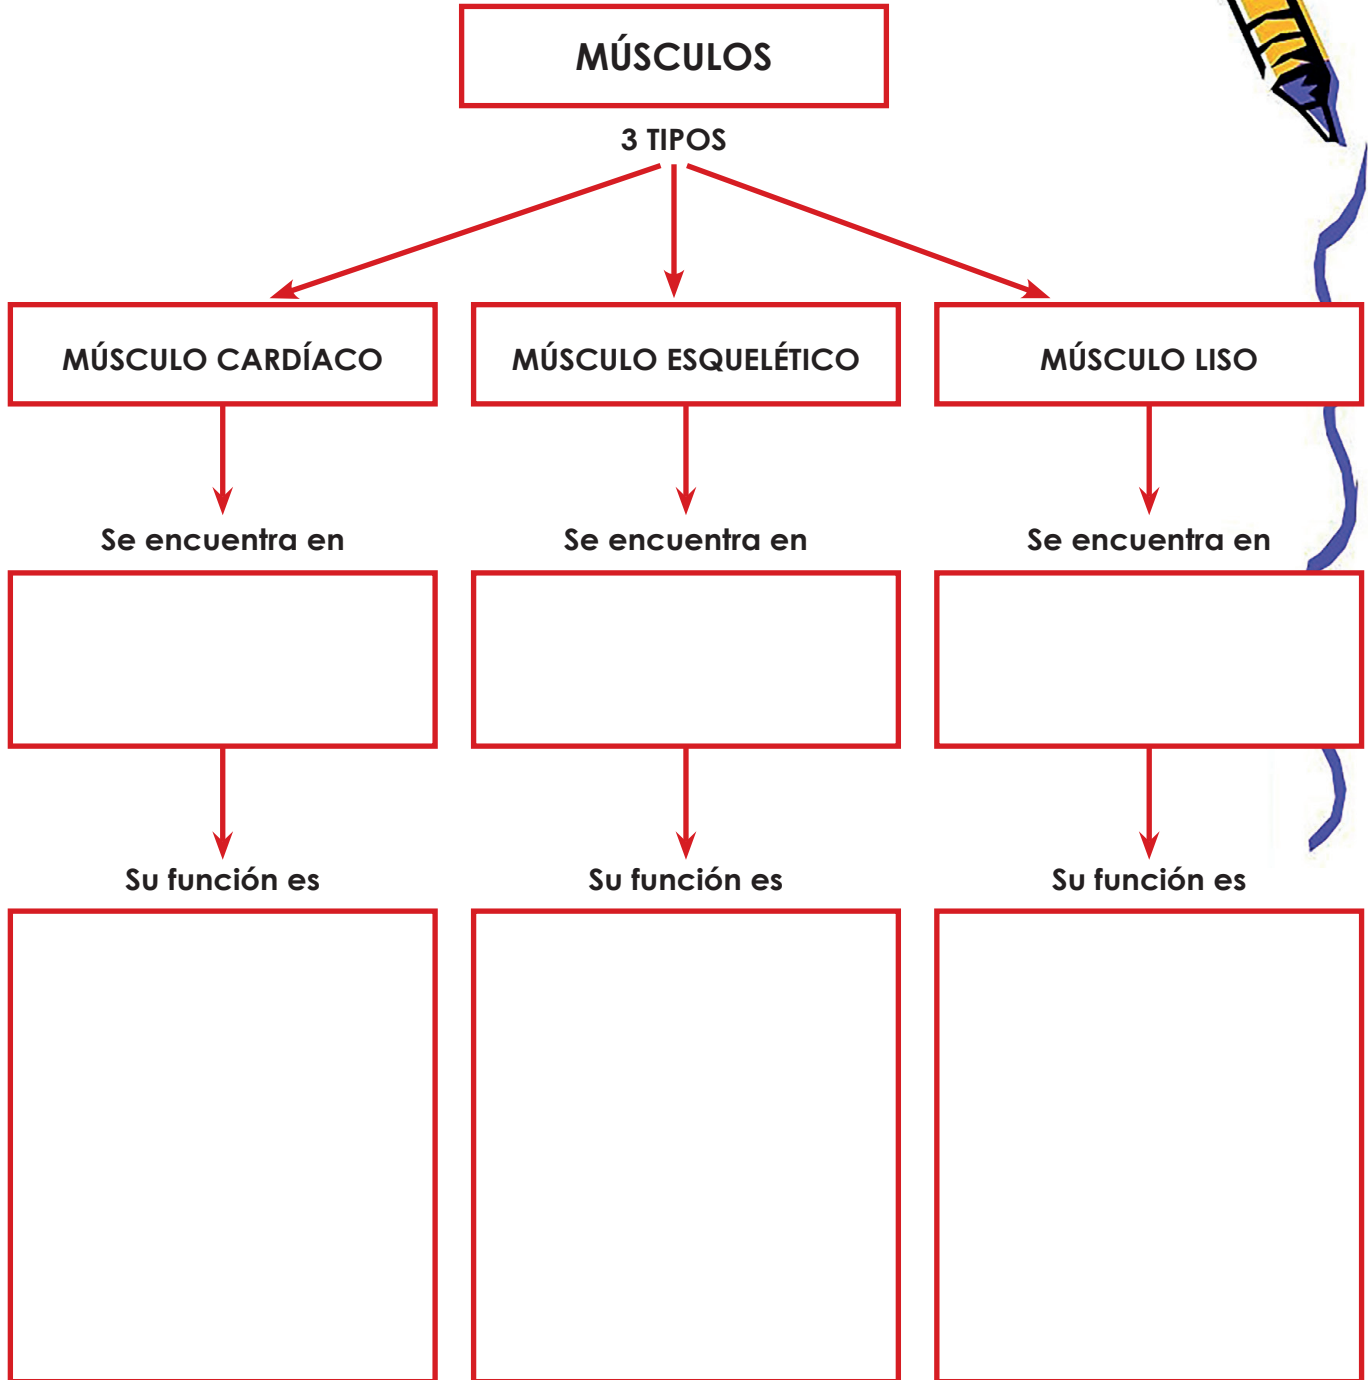 MÚSCULOS
3 TIPOS
MÚSCULO CARDÍACO
MÚSCULO ESQUELÉTICO
MÚSCULO LISO
Se encuentra en
Se encuentra en
Se encuentra en
Su función es
Su función es
Su función es